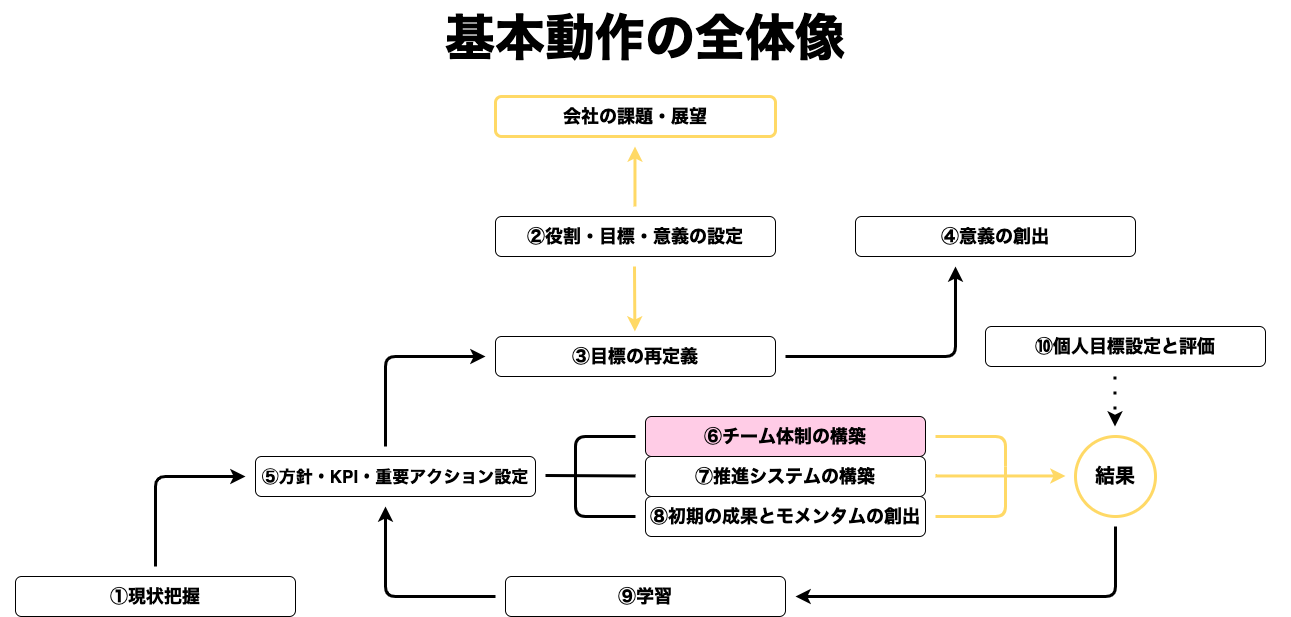 基本動作の全体像
会社の課題・展望
②役割・目標・意義の設定
④意義の創出
③目標の再定義
⑩個人目標設定と評価
⑥チーム体制の構築
⑤方針・KPI・重要アクション設定
⑦推進システムの構築
結果
⑧初期の成果とモメンタムの創出
①現状把握
⑨学習